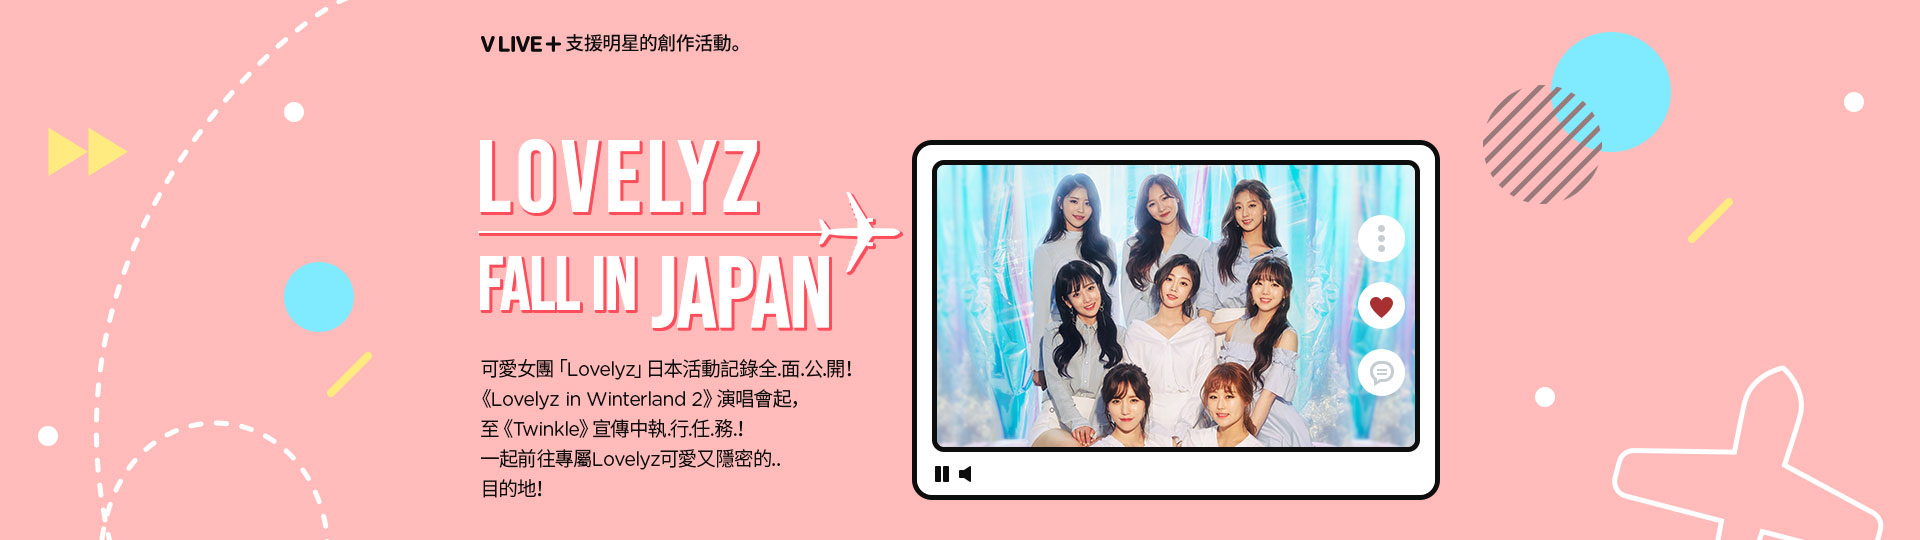 V LIVE+ 支援明星的創作活動。
LOVELYZ
FALL IN JAPAN
可愛女團「Lovelyz」日本活動記錄全.面.公.開!
《Lovelyz in Winterland 2》演唱會起,
至《Twinkle》宣傳中執.行.任.務.!
一起前往專屬Lovelyz可愛又隱密的..
目的地!